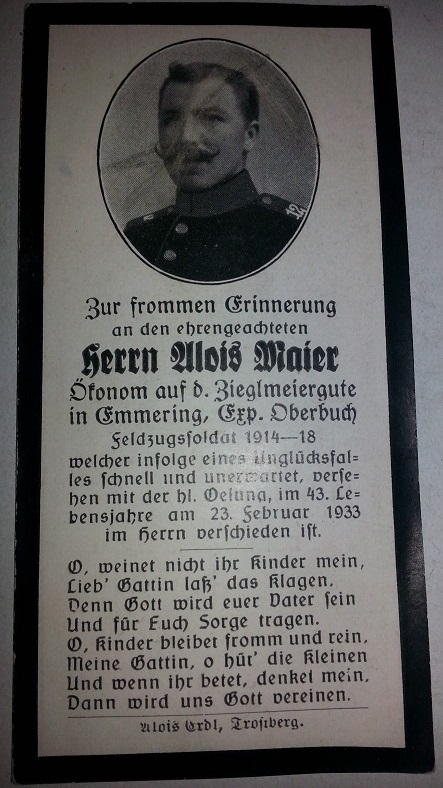 Zur frommen Erinnerung
an den ehrengeachteten
Herrn Alois Maier
Ökonom auf d. Zieglmeiergute
in Emmering, Exp. Oberbuch
Feldzugsoldat 1914—18
welcher infolge eines Unglücksfal-
les schnell und unerwartet, verse-
hen mit der hl. Oelung, im 43. Le-
bensjahre am 23. Februar 1933
im Herrn verschieden ist.
O, weinet nicht ihr Kinder mein,
Lieb' Gattin laß' das Klagen.
Denn Gott wird euer Vater sein
Und für Euch Sorge tragen.
O, Kinder bleibet fromm und rein.
Meine Gattin, o hüt' die Kleinen
Und wenn ihr betet, denket mein,
Dann wird uns Gott vereinen.
Alois Erdl, Trostberg.